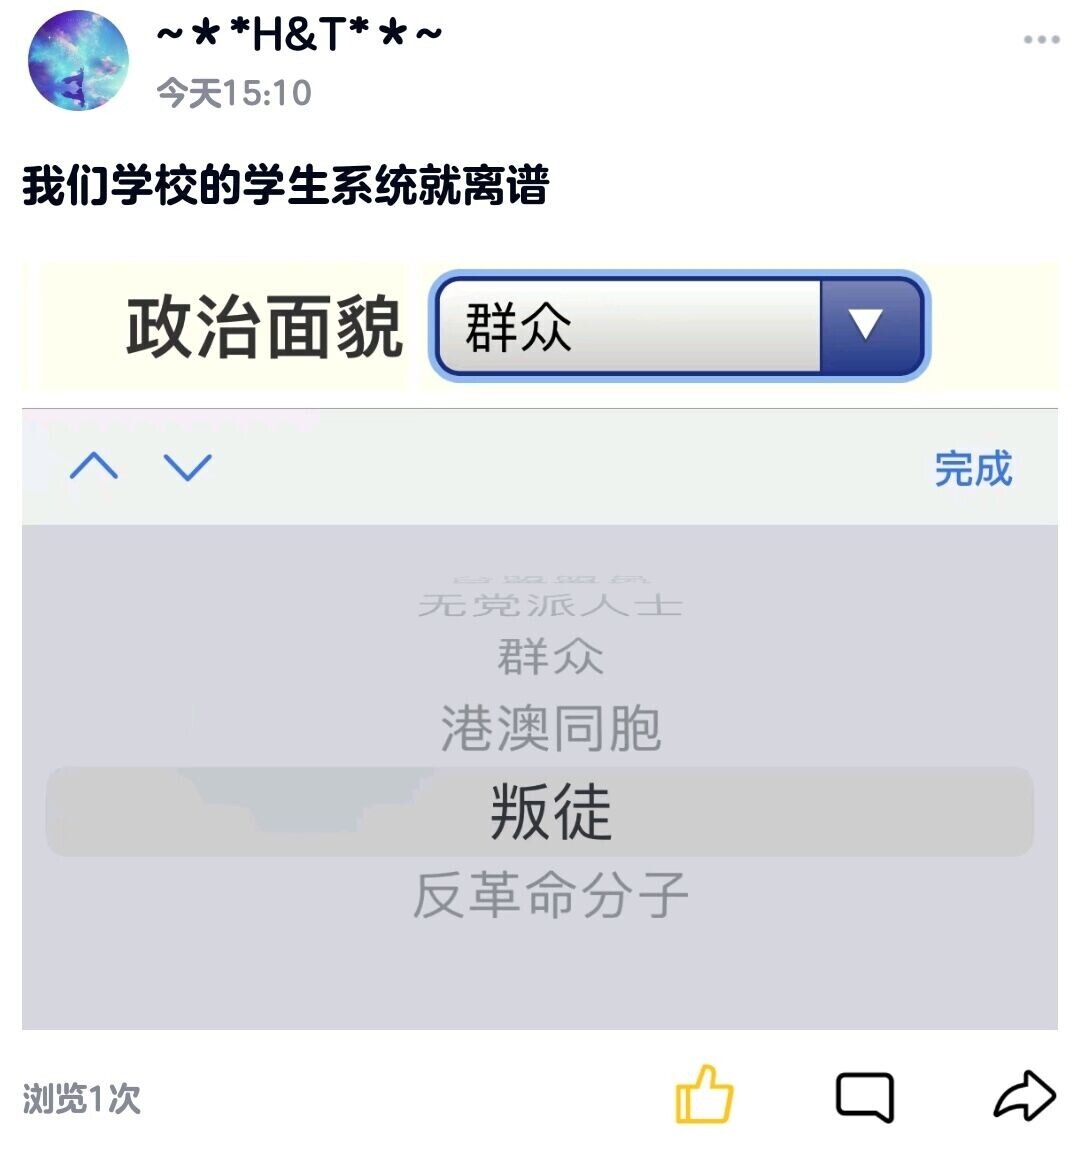 ~★*H&T*★~
今天15:10
我们学校的学生系统就离谱
政治面貌
群众
完成
无党派人士
群众
港澳同胞
叛徒
反革命分子
浏览1次